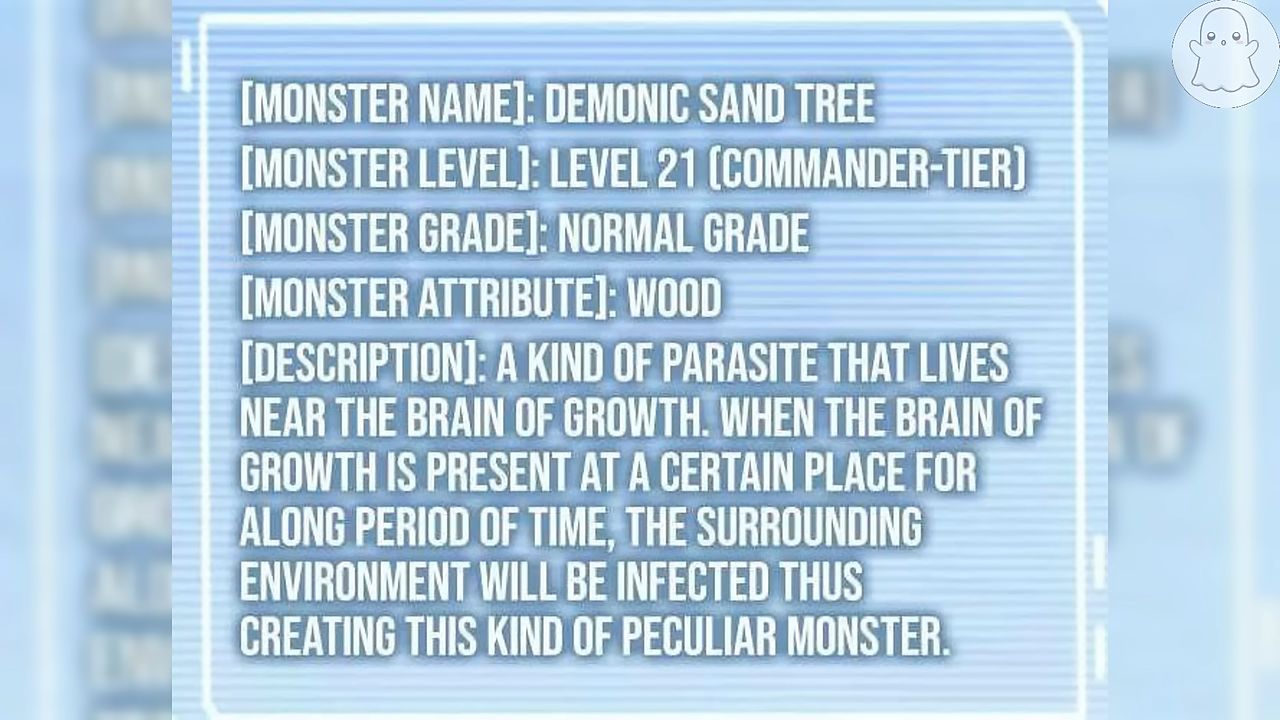 [MONSTER NAME]: DEMONIC SAND TREE
[MONSTER LEVEL]: LEVEL 21 (COMMANDER-TIER)
[MONSTER GRADE]: NORMAL GRADE
[MONSTER ATTRIBUTE]: WOOD
[DESCRIPTION]: A KIND OF PARASITE THAT LIVES
NEAR THE BRAIN OF GROWTH. WHEN THE BRAIN OF
GROWTH IS PRESENT AT A CERTAIN PLACE FOR
ALONG PERIOD OF TIME, THE SURROUNDING
ENVIRONMENT WILL BE INFECTED THUS
CREATING THIS KIND OF PECULIAR MONSTER.